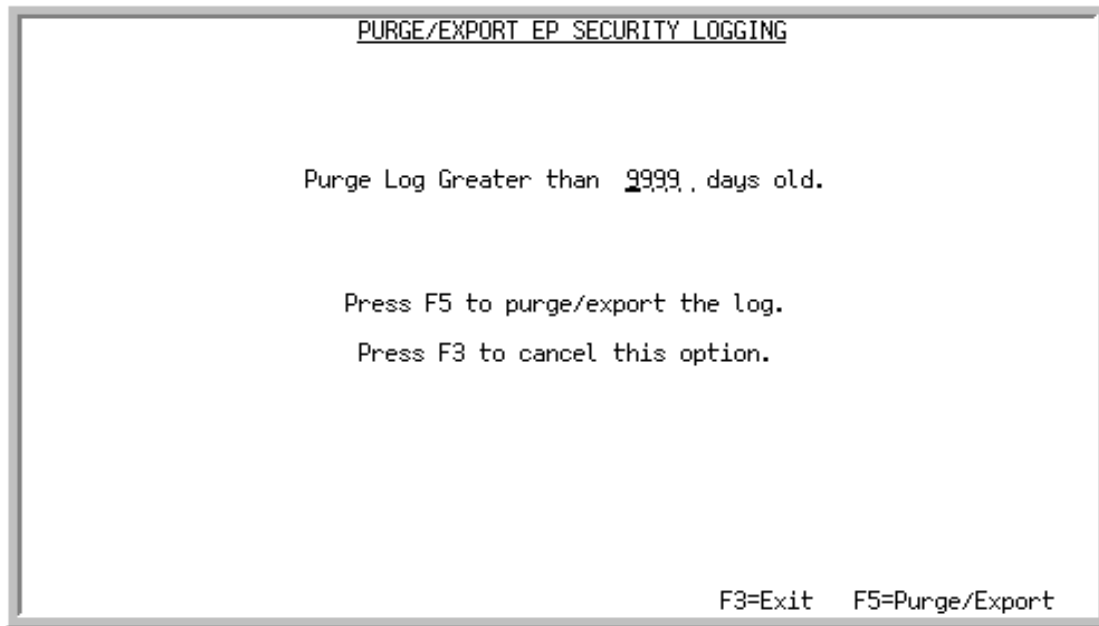 PURGE/EXPORT EP SECURITY LOGGING
Purge Log Greater than 9999 days old.
Press F5 to purge/export the log.
Press F3 to cancel this option.
F3=Exit F5=Purge/Export